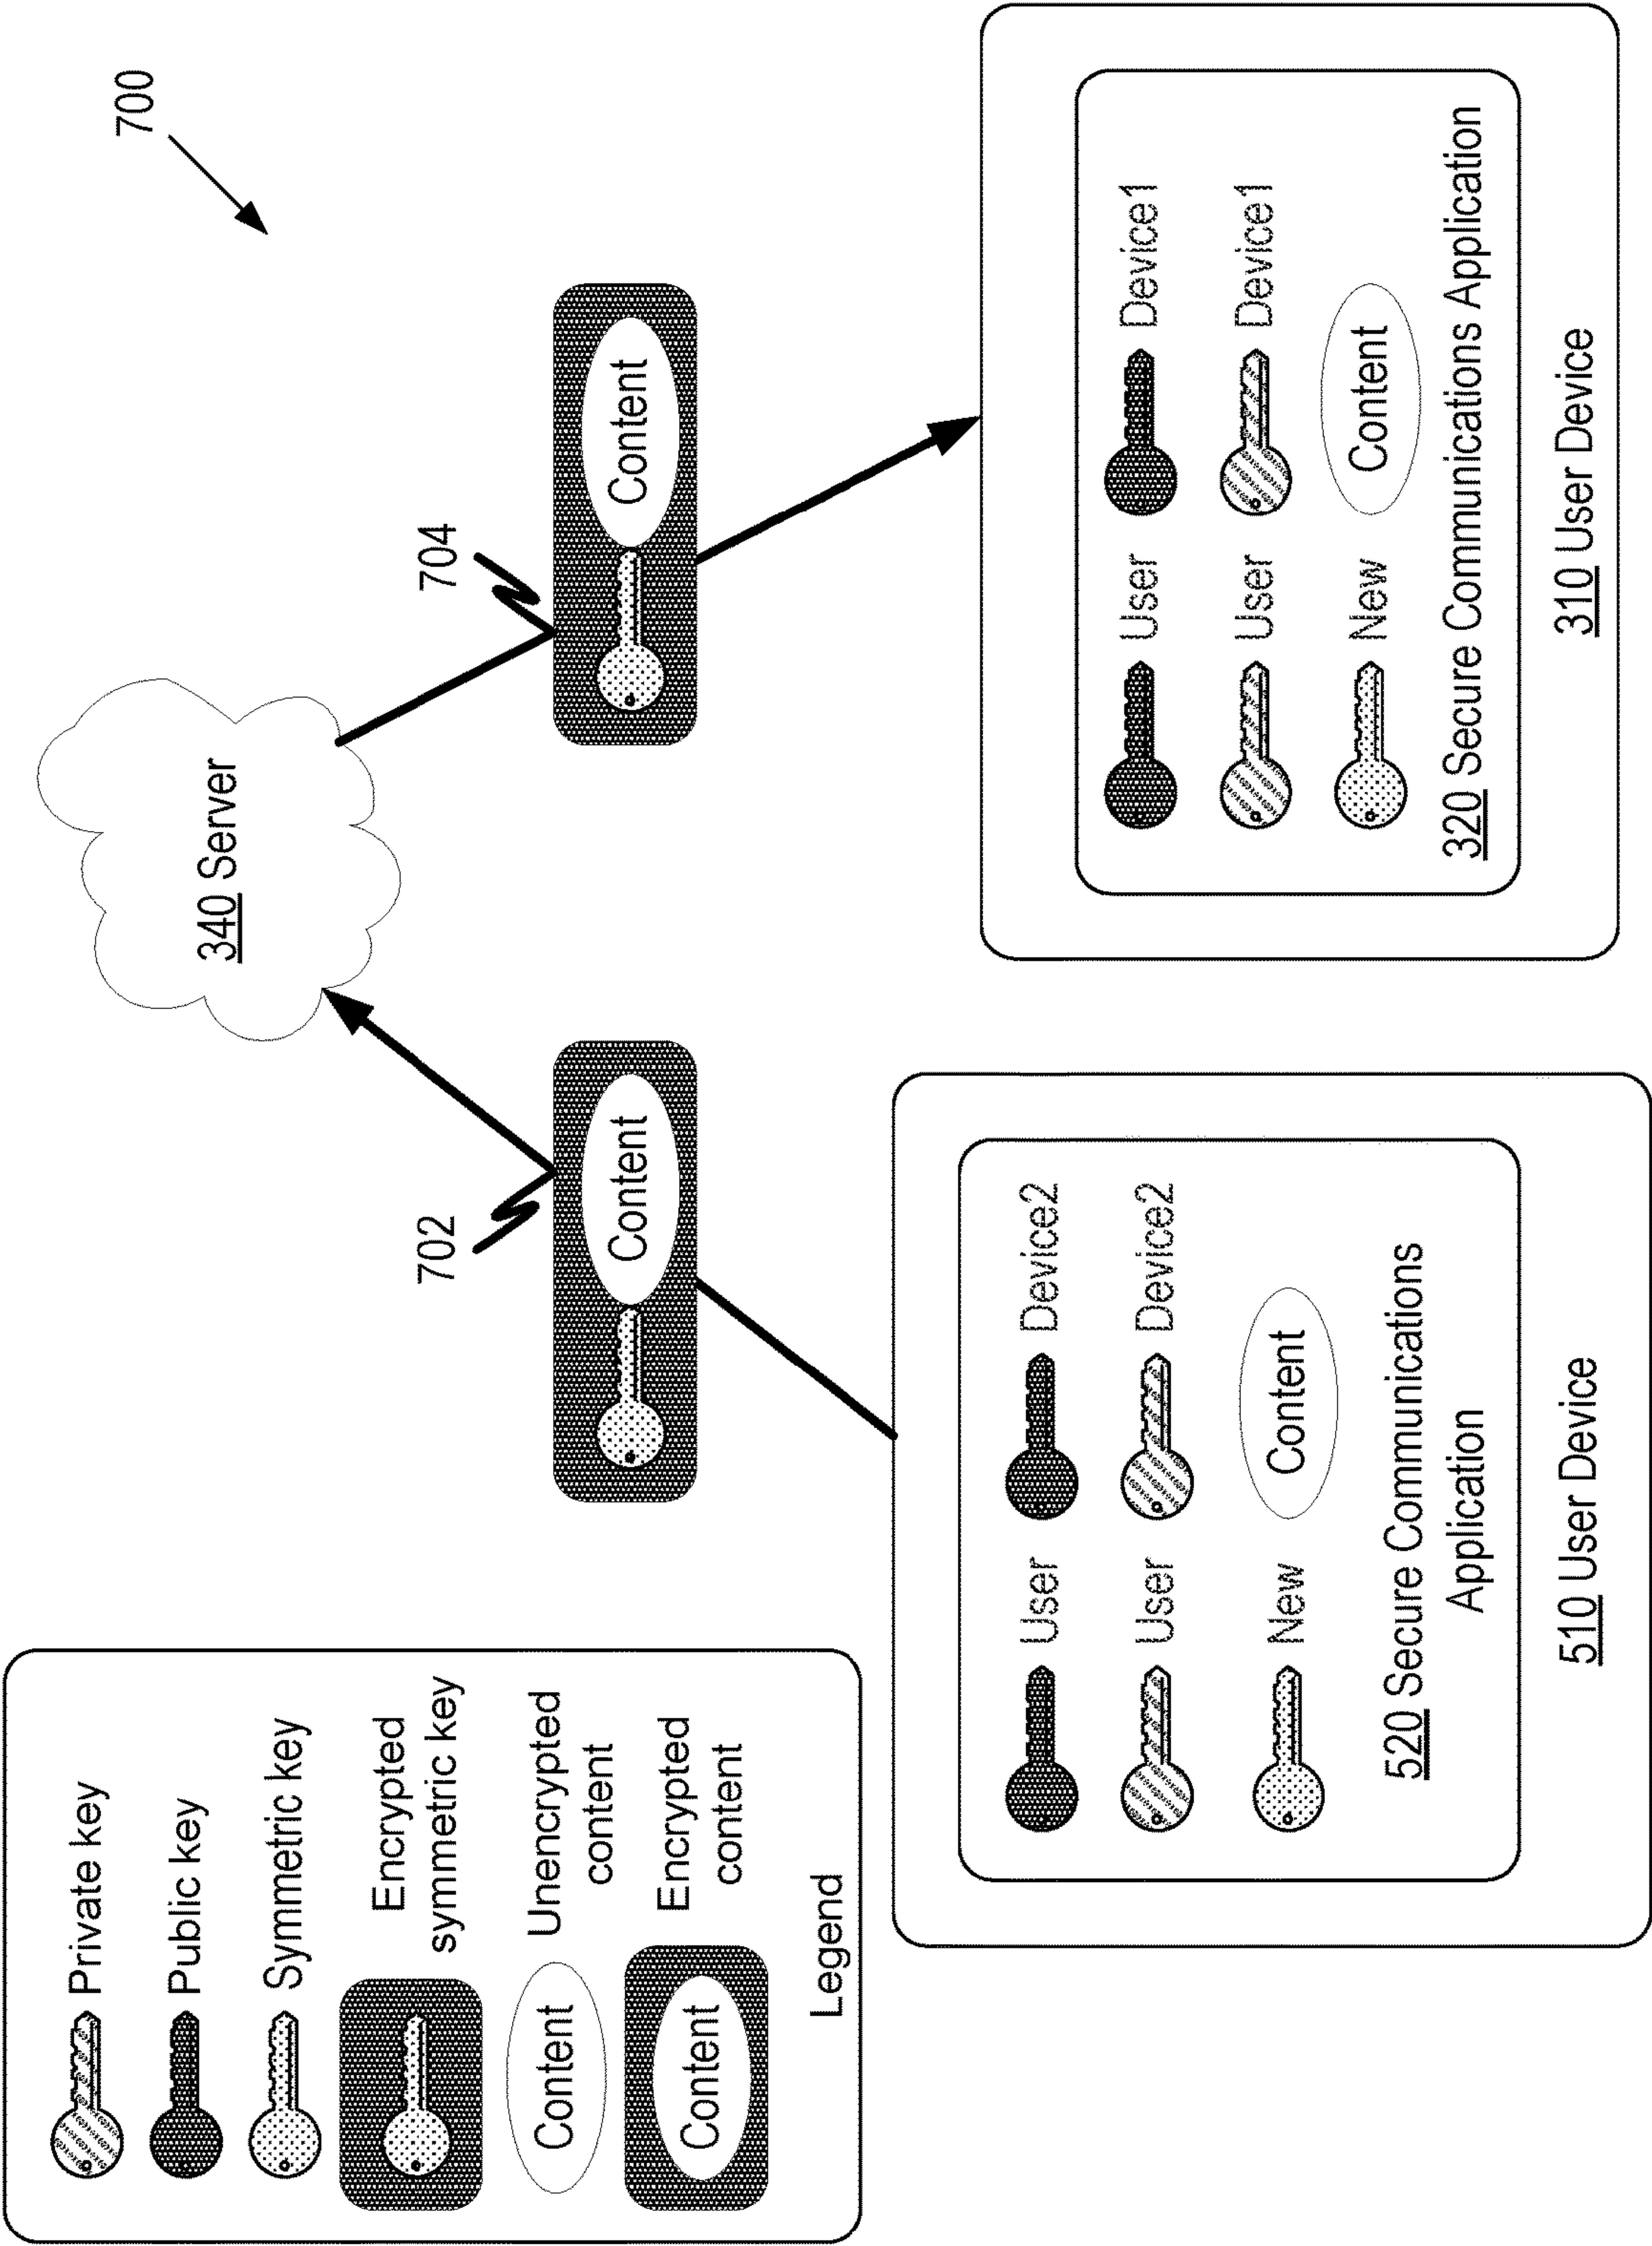 700
340 Server
702
704
Content
Content
Private key
Public key
Symmetric key
Encrypted
symmetric key
Content
Unencrypted
content
Content
Encrypted
content
Legend
User
Device2
User
Device2
New
Content
520 Secure Communications
Application
510 User Device
User
Device1
User
Device1
New
Content
320 Secure Communications Application
310 User Device